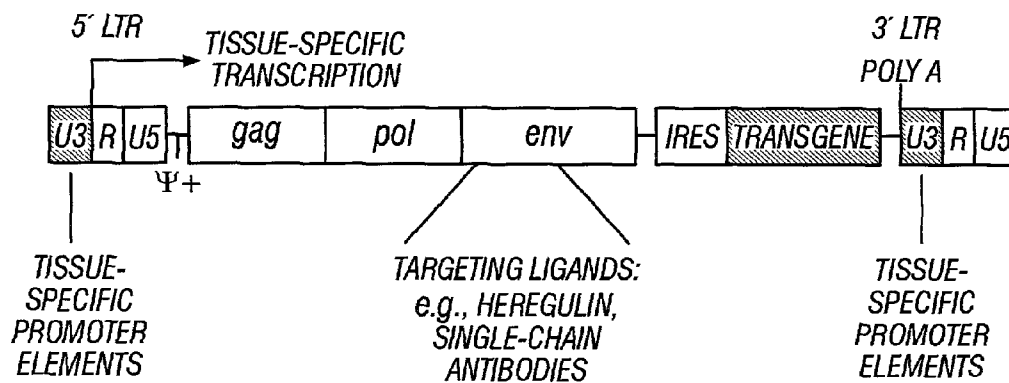 5´ LTR
TISSUE-SPECIFIC
TRANSCRIPTION
3´ LTR
POLY A
U3 R U5 gag pol env IRES TRANSGENE U3 R U5
Ψ+
TISSUE-
SPECIFIC
PROMOTER
ELEMENTS
TARGETING LIGANDS:
e.g., HEREGULIN,
SINGLE-CHAIN
ANTIBODIES
TISSUE-
SPECIFIC
PROMOTER
ELEMENTS